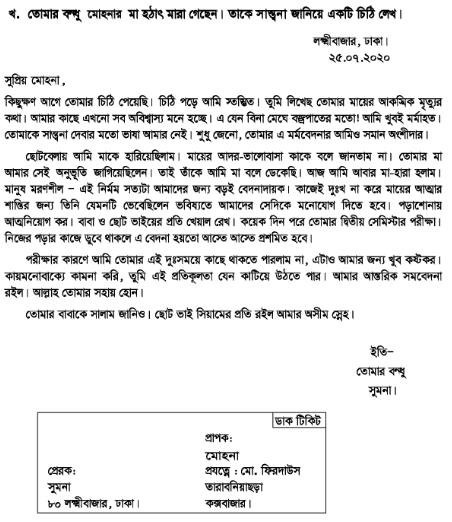 খ. তোমার বন্ধু মোহনার মা হঠাৎ মারা গেছেন। তাকে সান্ত্বনা জানিয়ে একটি চিঠি লেখ।
লক্ষ্মীবাজার, ঢাকা।
২৫.০৭.২০২০
সুপ্রিয় মোহনা,
কিছুক্ষণ আগে তোমার চিঠি পেয়েছি। চিঠি পড়ে আমি স্তম্ভিত। তুমি লিখেছ তোমার মায়ের আকস্মিক মৃত্যুর
কথা। আমার কাছে এখনো সব অবিশ্বাস্য মনে হচ্ছে। এ যেন বিনা মেঘে বজ্রপাতের মতো! আমি খুবই মর্মাহত।
তোমাকে সান্ত্বনা দেবার মতো ভাষা আমার নেই। শুধু জেনো, তোমার এ মর্মবেদনার আমিও সমান অংশীদার।
ছোটবেলায় আমি মাকে হারিয়েছিলাম। মায়ের আদর-ভালোবাসা কাকে বলে জানতাম না। তোমার মা
আমার সেই অনুভূতি জাগিয়েছিলেন। তাই তাঁকে আমি মা বলে ডেকেছি। আজ আমি আবার মা-হারা হলাম।
মানুষ মরণশীল – এই নির্মম সত্যটা আমাদের জন্য বড়ই বেদনাদায়ক। কাজেই দুঃখ না করে মায়ের আত্মার
শান্তির জন্য তিনি যেমনটি ভেবেছিলেন ভবিষ্যতে আমাদের সেদিকে মনোযোগ দিতে হবে। পড়াশোনায়
আত্মনিয়োগ কর। বাবা ও ছোট ভাইয়ের প্রতি খেয়াল রেখ। কয়েক দিন পরে তোমার দ্বিতীয় সেমিস্টার পরীক্ষা।
নিজের পড়ার কাজে ডুবে থাকলে এ বেদনা হয়তো আস্তে আস্তে প্রশমিত হবে।
পরীক্ষার কারণে আমি তোমার এই দুঃসময়ে কাছে থাকতে পারলাম না, এটাও আমার জন্য খুব কষ্টকর।
কায়মনোবাক্যে কামনা করি, তুমি এই প্রতিকূলতা যেন কাটিয়ে উঠতে পার। আমার আন্তরিক সমবেদনা
রইল। আল্লাহ তোমার সহায় হোন।
তোমার বাবাকে সালাম জানিও। ছোট ভাই সিয়ামের প্রতি রইল আমার অসীম স্নেহ।
ইতি–
তোমার বন্ধু
সুমনা।
ডাক টিকিট
প্রাপক:
মোহনা
প্রেরক:
প্রযত্নে : মো. ফিরদাউস
সুমনা
তারাবনিয়াছড়া
৮০ লক্ষ্মীবাজার, ঢাকা।
কক্সবাজার।